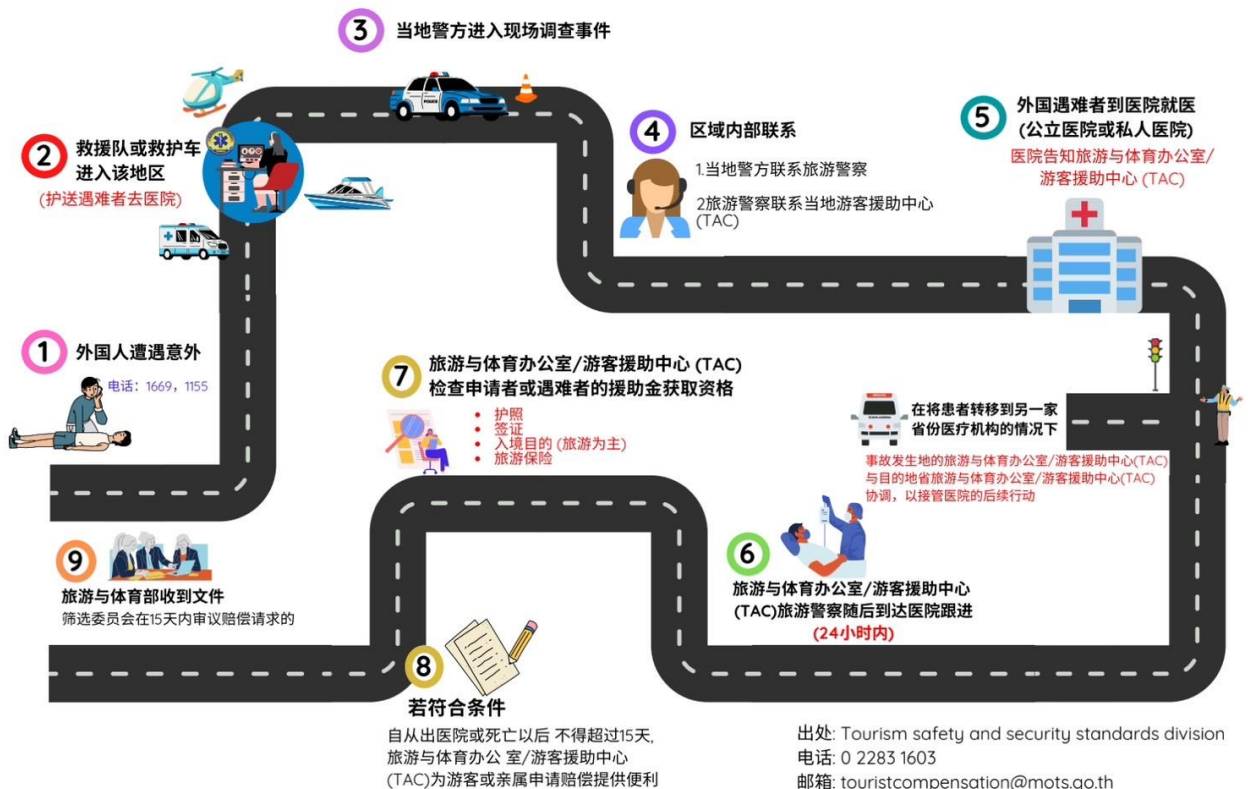 1
外国人遭遇意外
电话：1669，1155
2
救援队或救护车
进入该地区
(护送遇难者去医院)
3
当地警方进入现场调查事件
POLICE
4
区域内部联系
1.当地警方联系旅游警察
2旅游警察联系当地游客援助中心
(TAC)
5
外国遇难者到医院就医
(公立医院或私人医院)
医院告知旅游与体育办公室/
游客援助中心 (TAC)
在将患者转移到另一家
省份医疗机构的情况下
事故发生地的旅游与体育办公室/游客援助中心(TAC)
与目的地省旅游与体育办公室/游客援助中心(TAC)
协调，以接管医院的后续行动
6
旅游与体育办公室/游客援助中心
(TAC)旅游警察随后到达医院跟进
(24小时内)
7
旅游与体育办公室/游客援助中心 (TAC)
检查申请者或遇难者的援助金获取资格
• 护照
• 签证
• 入境目的 (旅游为主)
• 旅游保险
8
若符合条件
自从出医院或死亡以后 不得超过15天,
旅游与体育办公 室/游客援助中心
(TAC)为游客或亲属申请赔偿提供便利
9
旅游与体育部收到文件
筛选委员会在15天内审议赔偿请求的
出处: Tourism safety and security standards division
电话: 0 2283 1603
邮箱: touristcompensation@mots.go.th